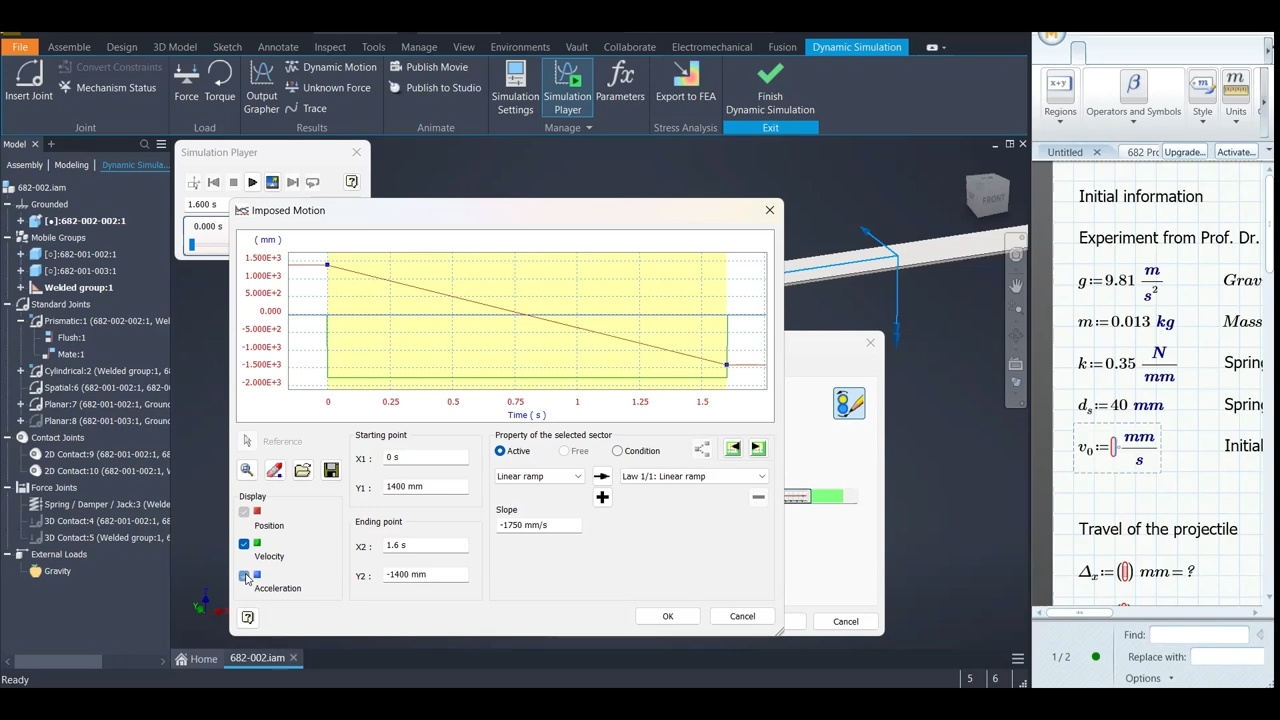 File Assembly Design 3D Model Sketch Annotate Inspect Tools Manage View Environments Vault Collaborate Electromechanical Fusion Dynamic Simulation
Insert Joint
Convert Constraints
Mechanism Status
Joint
Force
Torque
Load
Output Grapher
Dynamic Motion
Unknown Force
Trace
Results
Publish Movie
Publish to Studio
Animate
Simulation Settings
Simulation Player
Parameters
Manage
Export to FEA
Stress Analysis
Finish Dynamic Simulation
Exit
Model
Assembly Modeling Dynamic Simula...
682-002.iam
Grounded
[●]:682-002-002:1
Mobile Groups
[○]:682-001-002:1
[○]:682-001-003:1
Welded group:1
Standard Joints
Prismatic:1 (682-002-002:1, Weld
Flush:1
Mate:1
Cylindrical:2 (Welded group:1, 6
Spatial:6 (682-001-002:1, 682-0
Planar:7 (682-001-002:1, Ground
Planar:8 (682-001-003:1, Ground
Contact Joints
2D Contact:9 (682-001-002:1, W
2D Contact:10 (682-001-003:1, W
Force Joints
Spring / Damper / Jack:3 (Welde
3D Contact:4 (682-001-002:1, We
3D Contact:5 (Welded group:1, 6
External Loads
Gravity
Simulation Player
1.600 s
0.000 s
Imposed Motion
( mm )
1.500E+3
1.000E+3
5.000E+2
0.000
-5.000E+2
-1.000E+3
-1.500E+3
-2.000E+3
0 0.25 0.5 0.75 1 1.25 1.5
Time ( s )
Reference
Display
Position
Velocity
Acceleration
Starting point
X1 : 0 s
Y1 : 1400 mm
Ending point
X2 : 1.6 s
Y2 : -1400 mm
Property of the selected sector
Active Free Condition
Linear ramp
Law 1/1: Linear ramp
Slope
-1750 mm/s
OK Cancel
Cancel
FRONT
Home 682-002.iam
Ready
5 6
Regions
Operators and Symbols
Style
Units
Untitled 682 Pro Upgrade... Activate...
Initial information
Experiment from Prof. Dr.
g:=9.81 m/s² Grav
m:=0.013 kg Mass
k:=0.35 N/mm Spring
dₛ:=40 mm Spring
v₀:= mm/s Initial
Travel of the projectile
Δₓ:=() mm=?
Find:
1 / 2
Replace with:
Options